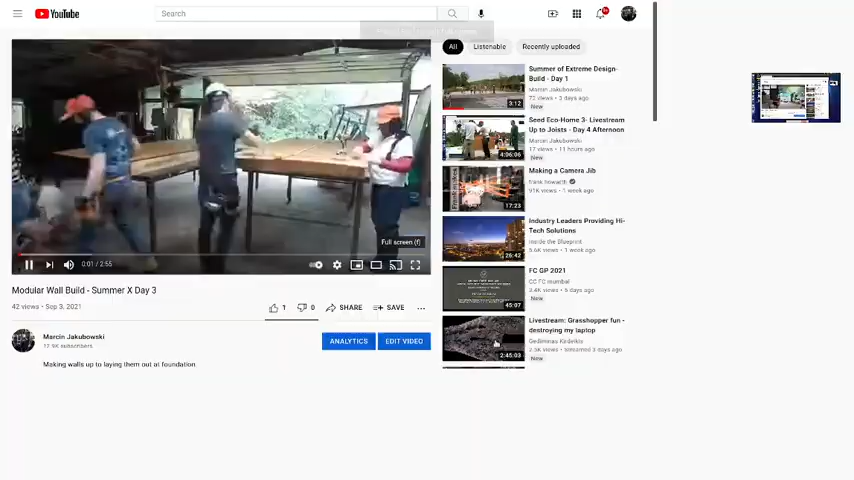 YouTube
Search
9+
All
Listenable
Recently uploaded
Full screen (f)
0:01 / 2:55
Modular Wall Build - Summer X Day 3
42 views • Sep 3, 2021
1
0
SHARE
SAVE
Marcin Jakubowski
12.9K subscribers
ANALYTICS
EDIT VIDEO
Making walls up to laying them out at foundation
3:12
Summer of Extreme Design-
Build - Day 1
Marcin Jakubowski
72 views • 3 days ago
New
4:06:06
Seed Eco-Home 3- Livestream
Up to Joists - Day 4 Afternoon
Marcin Jakubowski
17 views • 11 hours ago
New
17:23
Making a Camera Jib
frank howarth
91K views • 1 week ago
26:42
Industry Leaders Providing Hi-
Tech Solutions
Inside the Blueprint
5.6K views • 1 week ago
45:07
FC GP 2021
CC FC mumbai
2.4K views • 5 days ago
New
2:45:03
Livestream: Grasshopper fun -
destroying my laptop
Gediminas Kirdeikis
2.5K views • Streamed 3 days ago
New